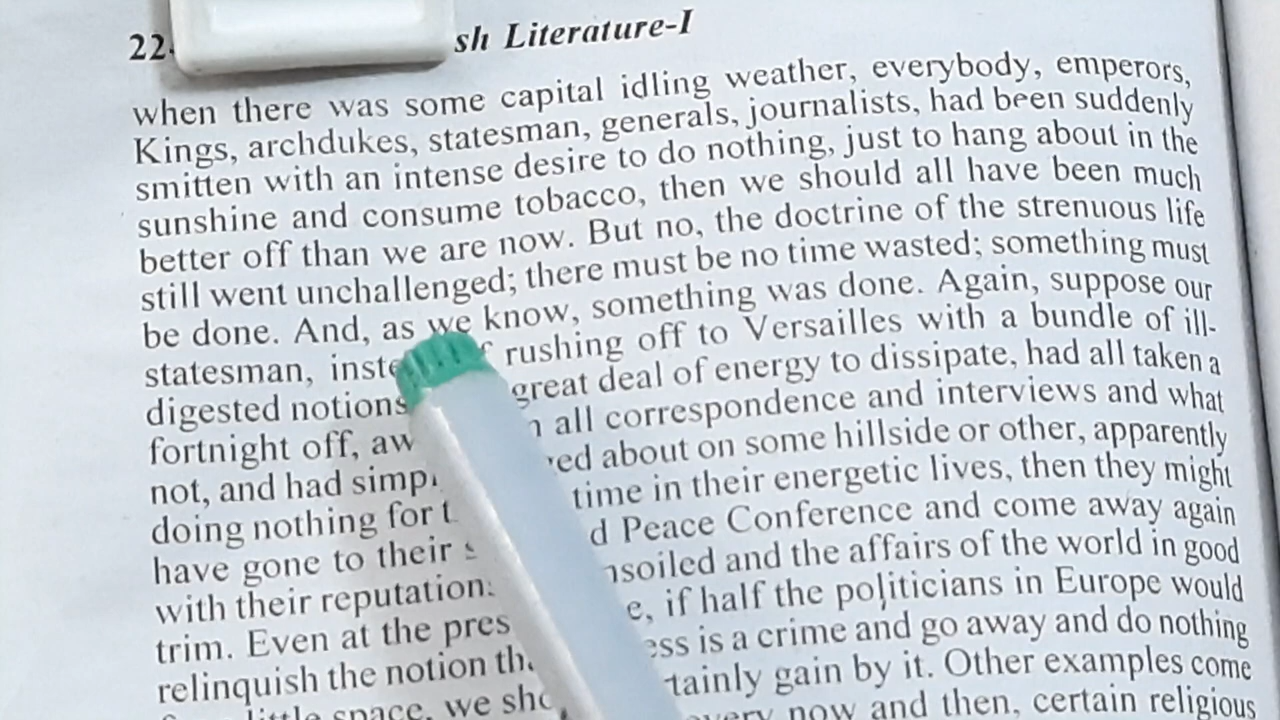 22 sh Literature-I
when there was some capital idling weather, everybody, emperors,
Kings, archdukes, statesman, generals, journalists, had been suddenly
smitten with an intense desire to do nothing, just to hang about in the
sunshine and consume tobacco, then we should all have been much
better off than we are now. But no, the doctrine of the strenuous life
still went unchallenged; there must be no time wasted; something must
be done. And, as we know, something was done. Again, suppose our
statesman, rushing off to Versailles with a bundle of ill-
digested notions great deal of energy to dissipate, had all taken a
fortnight off, all correspondence and interviews and what
not, and had about on some hillside or other, apparently
doing nothing for time in their energetic lives, then they might
have gone to their Peace Conference and come away again
with their and the affairs of the world in good
trim. Even at the if half the politicians in Europe would
relinquish the notion is a crime and go away and do nothing
little space, we gain by it. Other examples come
now and then, certain religious